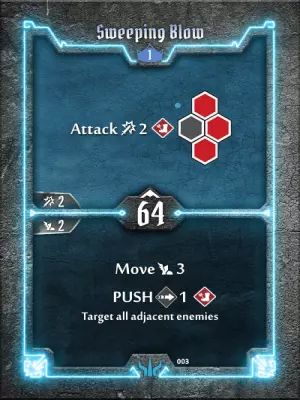 Sweeping Blow
1
Attack 2
2
64
2
Move 3
PUSH 1
Target all adjacent enemies
003